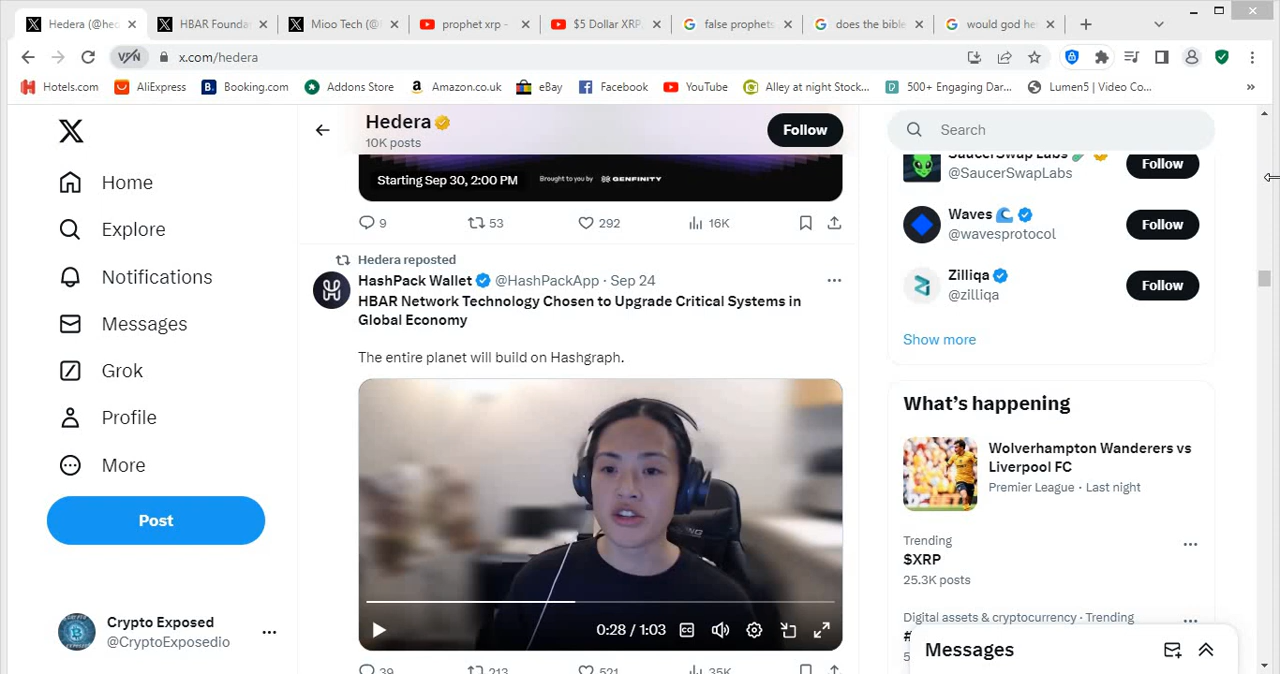 Hedera (@hec
HBAR Founda
Mioo Tech (@
prophet xrp -
$5 Dollar XRP
false prophets
does the bible
would god he
VPN
x.com/hedera
Hotels.com
AliExpress
Booking.com
Addons Store
Amazon.co.uk
eBay
Facebook
YouTube
Alley at night Stock...
500+ Engaging Dar...
Lumen5 | Video Co...
Home
Explore
Notifications
Messages
Grok
Profile
More
Post
Crypto Exposed
@CryptoExposedio
Hedera
10K posts
Follow
Starting Sep 30, 2:00 PM
Brought to you by GENFINITY
9 53 292 16K
Hedera reposted
HashPack Wallet @HashPackApp · Sep 24
HBAR Network Technology Chosen to Upgrade Critical Systems in
Global Economy
The entire planet will build on Hashgraph.
0:28 / 1:03
39 213 521 35K
Search
SaucerSwap Labs
@SaucerSwapLabs
Follow
Waves
@wavesprotocol
Follow
Zilliqa
@zilliqa
Follow
Show more
What's happening
Wolverhampton Wanderers vs
Liverpool FC
Premier League · Last night
Trending
$XRP
25.3K posts
Digital assets & cryptocurrency · Trending
Messages